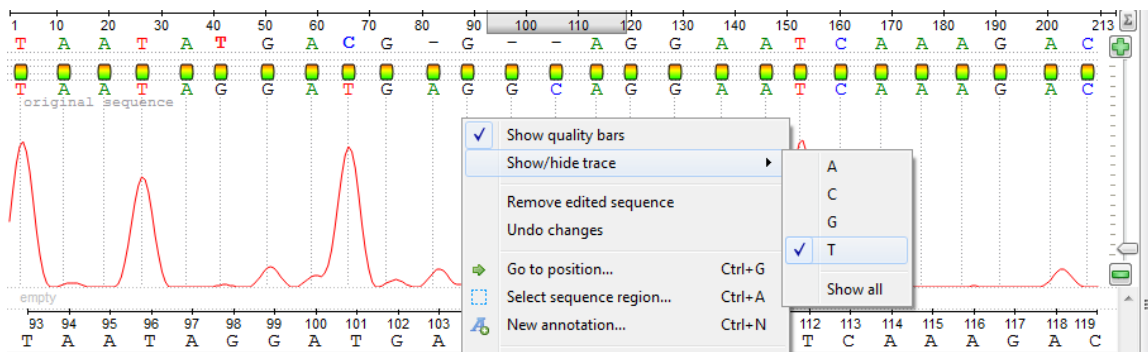 1 10 20 30 40 50 60 70 80 90 100 110 119 130 140 150 160 170 180 190 200 213 Σ
T A A T A T G A C G - G - - A G G A A T C A A A G A C
T A A T A G G A T G A G G C A G G A A T C A A A G A C
original sequence
Show quality bars
Show/hide trace
A
C
G
T
Show all
Remove edited sequence
Undo changes
Go to position... Ctrl+G
Select sequence region... Ctrl+A
New annotation... Ctrl+N
empty
93 94 95 96 97 98 99 100 101 102 103 112 113 114 115 116 117 118 119
T A A T A G G A T G A T C A A A G A C